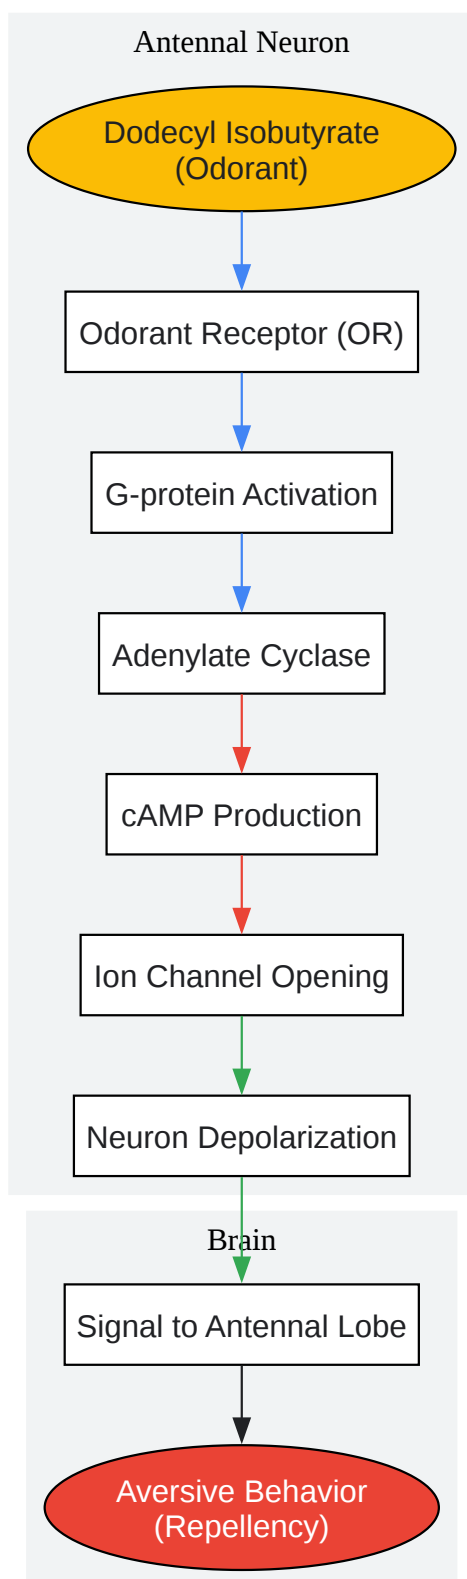 Antennal Neuron
Dodecyl Isobutyrate
(Odorant)
Odorant Receptor (OR)
G-protein Activation
Adenylate Cyclase
cAMP Production
Ion Channel Opening
Neuron Depolarization
Brain
Signal to Antennal Lobe
Aversive Behavior
(Repellency)